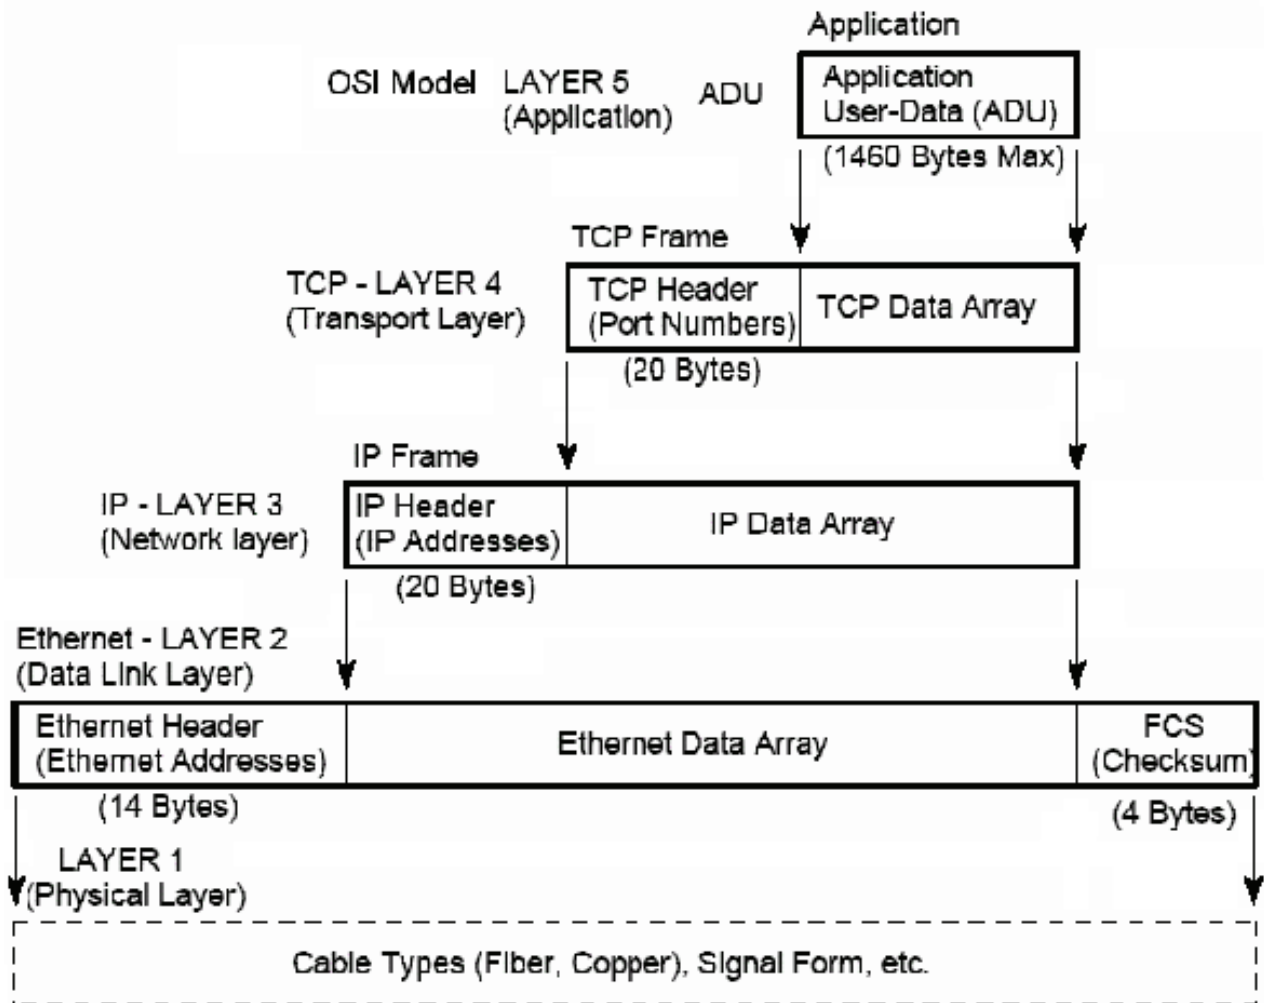 Application
OSI Model LAYER 5
(Application)
ADU
Application
User-Data (ADU)
(1460 Bytes Max)
TCP Frame
TCP - LAYER 4
(Transport Layer)
TCP Header
(Port Numbers)
TCP Data Array
(20 Bytes)
IP Frame
IP - LAYER 3
(Network layer)
IP Header
(IP Addresses)
IP Data Array
(20 Bytes)
Ethernet - LAYER 2
(Data Link Layer)
Ethernet Header
(Ethernet Addresses)
Ethernet Data Array
FCS
(Checksum)
(14 Bytes)
(4 Bytes)
LAYER 1
(Physical Layer)
Cable Types (Fiber, Copper), Signal Form, etc.